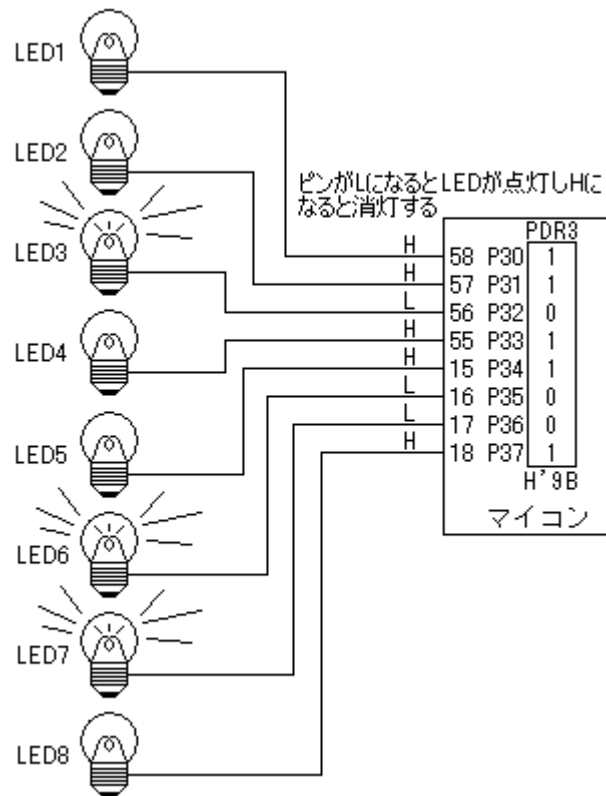 LED1
LED2
LED3
LED4
LED5
LED6
LED7
LED8
ピンがLになるとLEDが点灯しHに
なると消灯する
PDR3
H 58 P30 1
H 57 P31 1
L 56 P32 0
H 55 P33 1
H 15 P34 1
L 16 P35 0
L 17 P36 0
H 18 P37 1
H'9B
マイコン